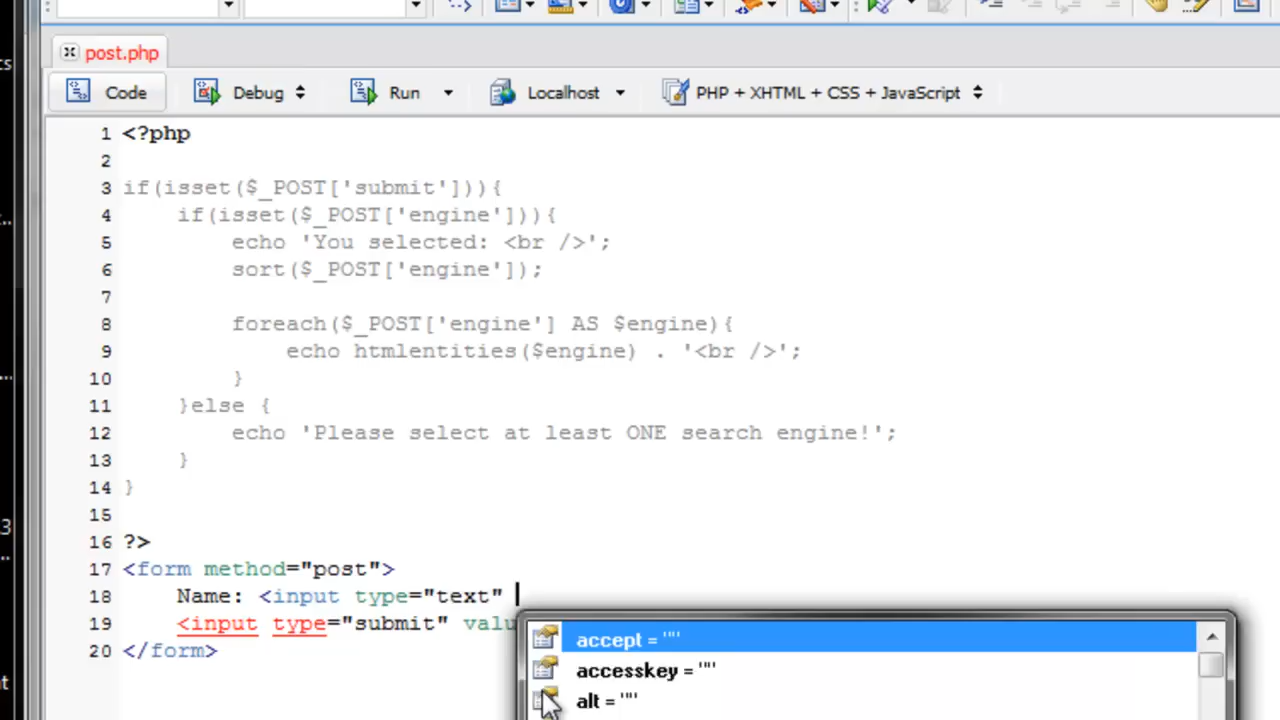 post.php
Code Debug Run Localhost PHP + XHTML + CSS + JavaScript
1 <?php
2
3 if(isset($_POST['submit'])){
4 if(isset($_POST['engine'])){
5 echo 'You selected: <br />';
6 sort($_POST['engine']);
7
8 foreach($_POST['engine'] AS $engine){
9 echo htmlentities($engine) . '<br />';
10 }
11 }else {
12 echo 'Please select at least ONE search engine!';
13 }
14 }
15
16 ?>
17 <form method="post">
18 Name: <input type="text"
19 <input type="submit" valu
20 </form>
accept = ""
accesskey = ""
alt = ""